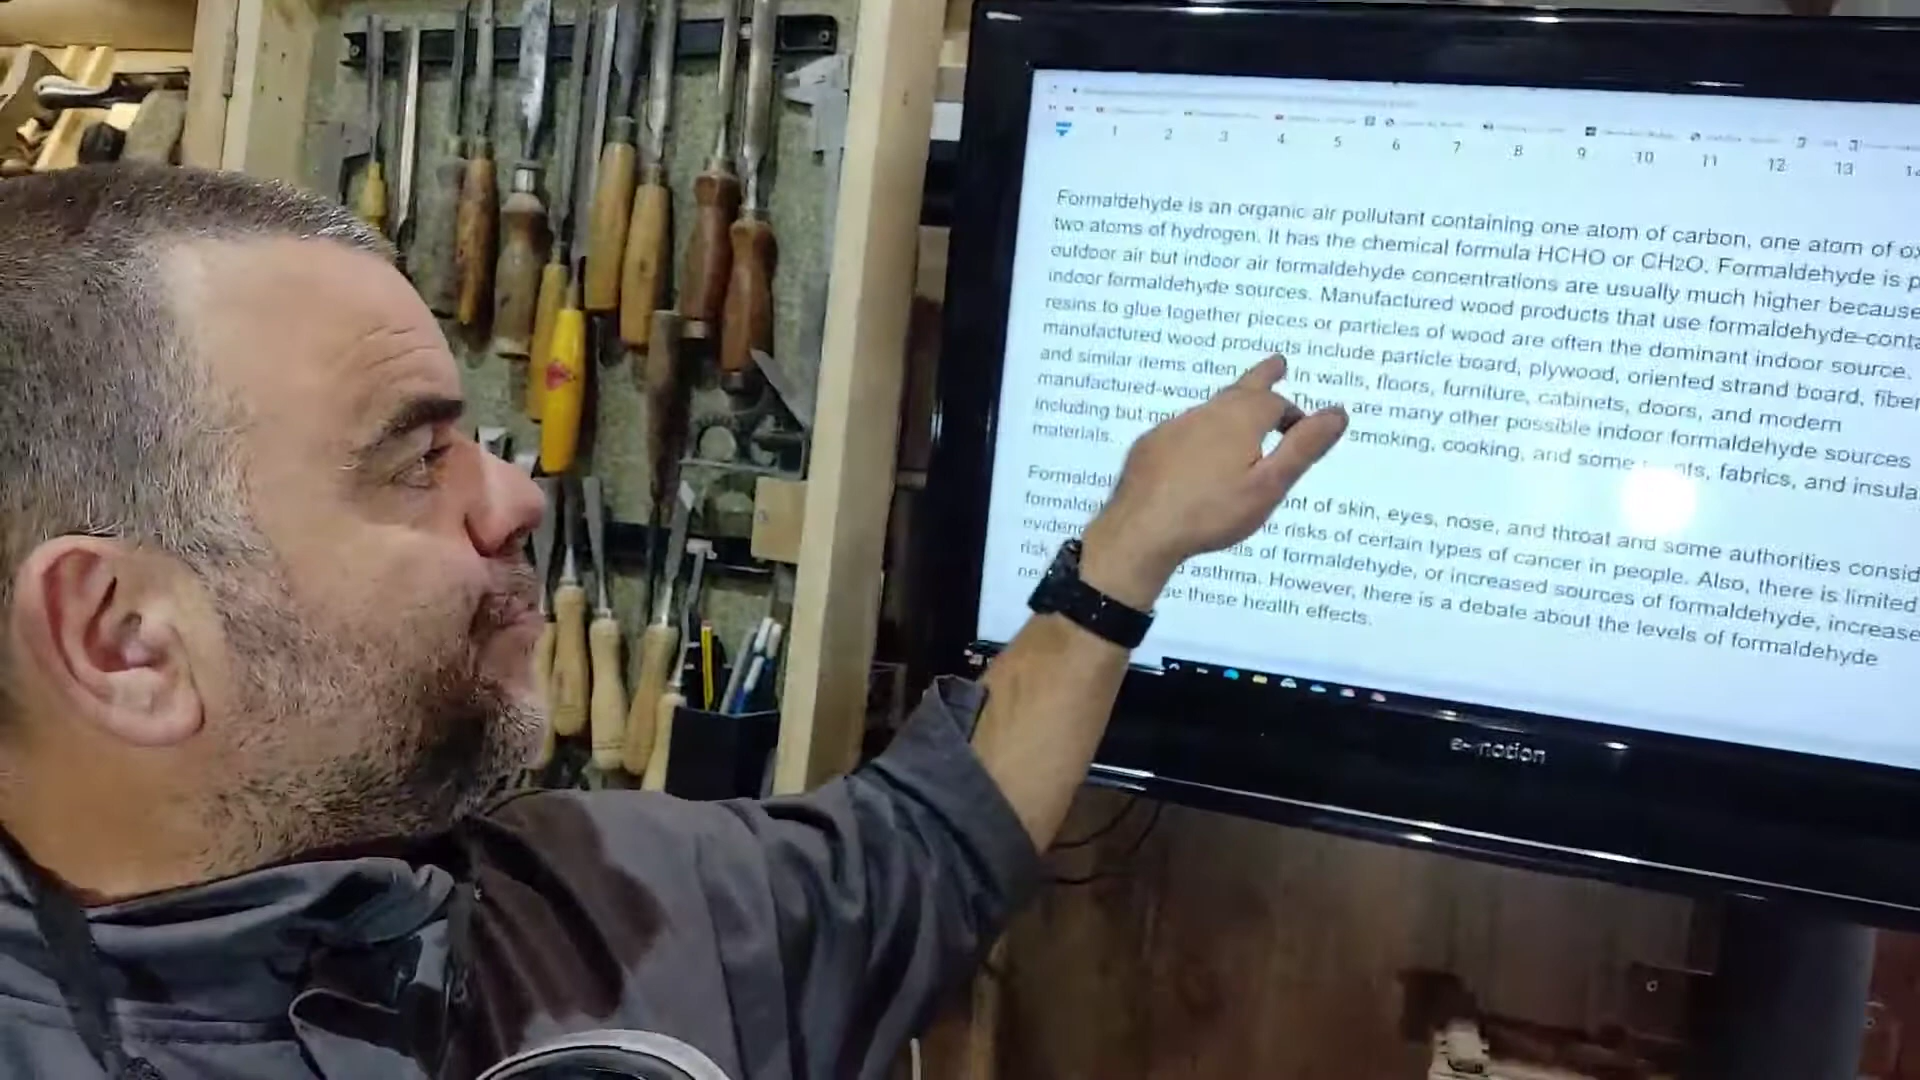 1 2 3 4 5 6 7 8 9 10 11 12 13
Formaldehyde is an organic air pollutant containing one atom of carbon, one atom of
two atoms of hydrogen. It has the chemical formula HCHO or CH2O. Formaldehyde is
outdoor air but indoor air formaldehyde concentrations are usually much higher because
indoor formaldehyde sources. Manufactured wood products that use formaldehyde-conta
resins to glue together pieces or particles of wood are often the dominant indoor source.
manufactured wood products include particle board, plywood, oriented strand board, fiber
and similar items often in walls, floors, furniture, cabinets, doors, and modern
manufactured-wood There are many other possible indoor formaldehyde sources
including but smoking, cooking, and some fabrics, and insula
materials.
Formaldeh ant of skin, eyes, nose, and throat and some authorities consid
formaldeh risks of certain types of cancer in people. Also, there is limited
evidenc els of formaldehyde, or increased sources of formaldehyde, increase
risk asthma. However, there is a debate about the levels of formaldehyde
ne se these health effects.
e-motion